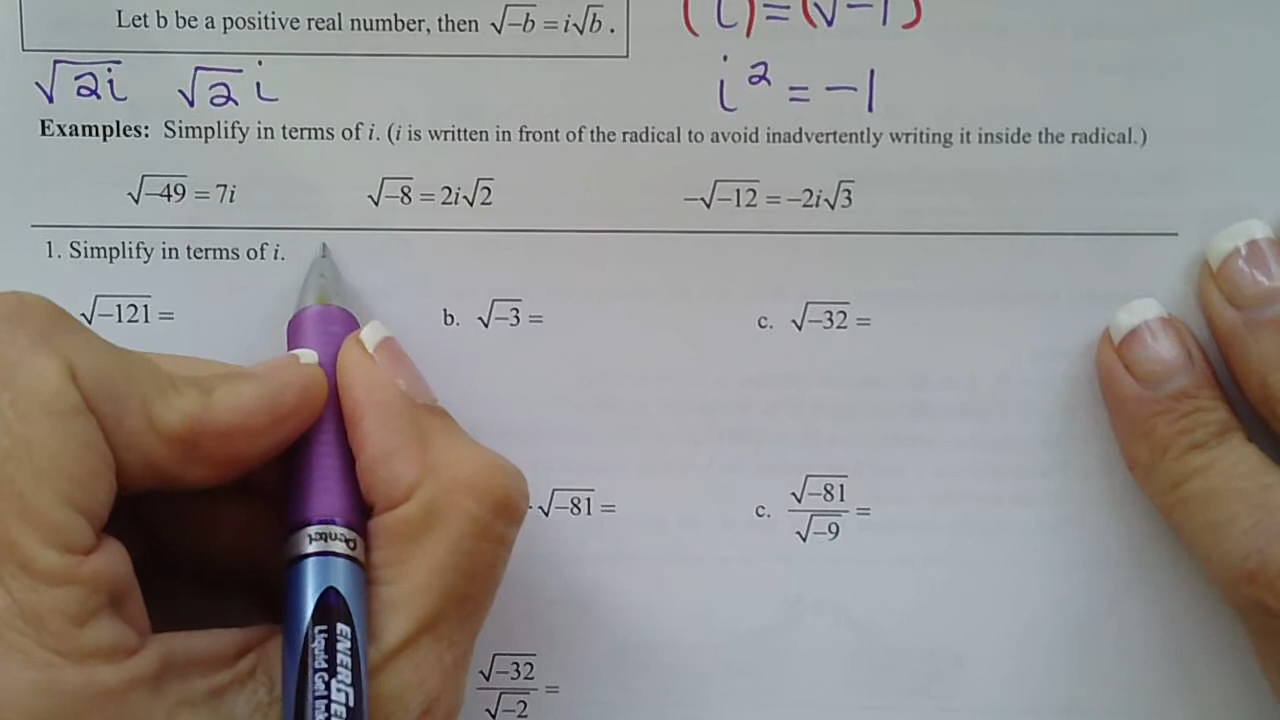 Let b be a positive real number, then √−b = i√b.
(i)=(√−1)
√2i √2 i
i² = −1
Examples: Simplify in terms of i. (i is written in front of the radical to avoid inadvertently writing it inside the radical.)
√−49 = 7i √−8 = 2i√2 −√−12 = −2i√3
1. Simplify in terms of i.
√−121 = b. √−3 = c. √−32 =
· √−81 = c. √−81/√−9 =
√−32/√−2 =
Pentel
ENERGE
Liquid Gel Ink